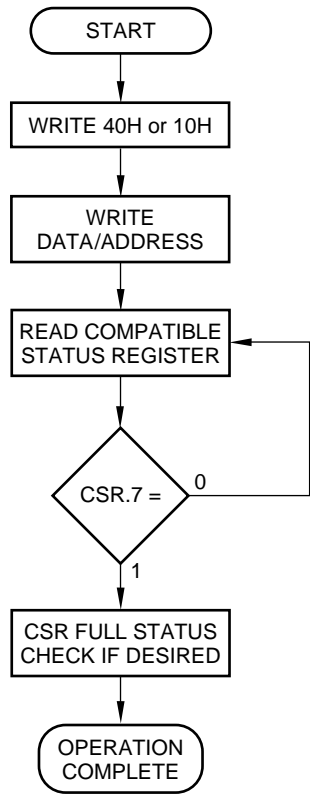 START
WRITE 40H or 10H
WRITE
DATA/ADDRESS
READ COMPATIBLE
STATUS REGISTER
CSR.7 =
0
1
CSR FULL STATUS
CHECK IF DESIRED
OPERATION
COMPLETE